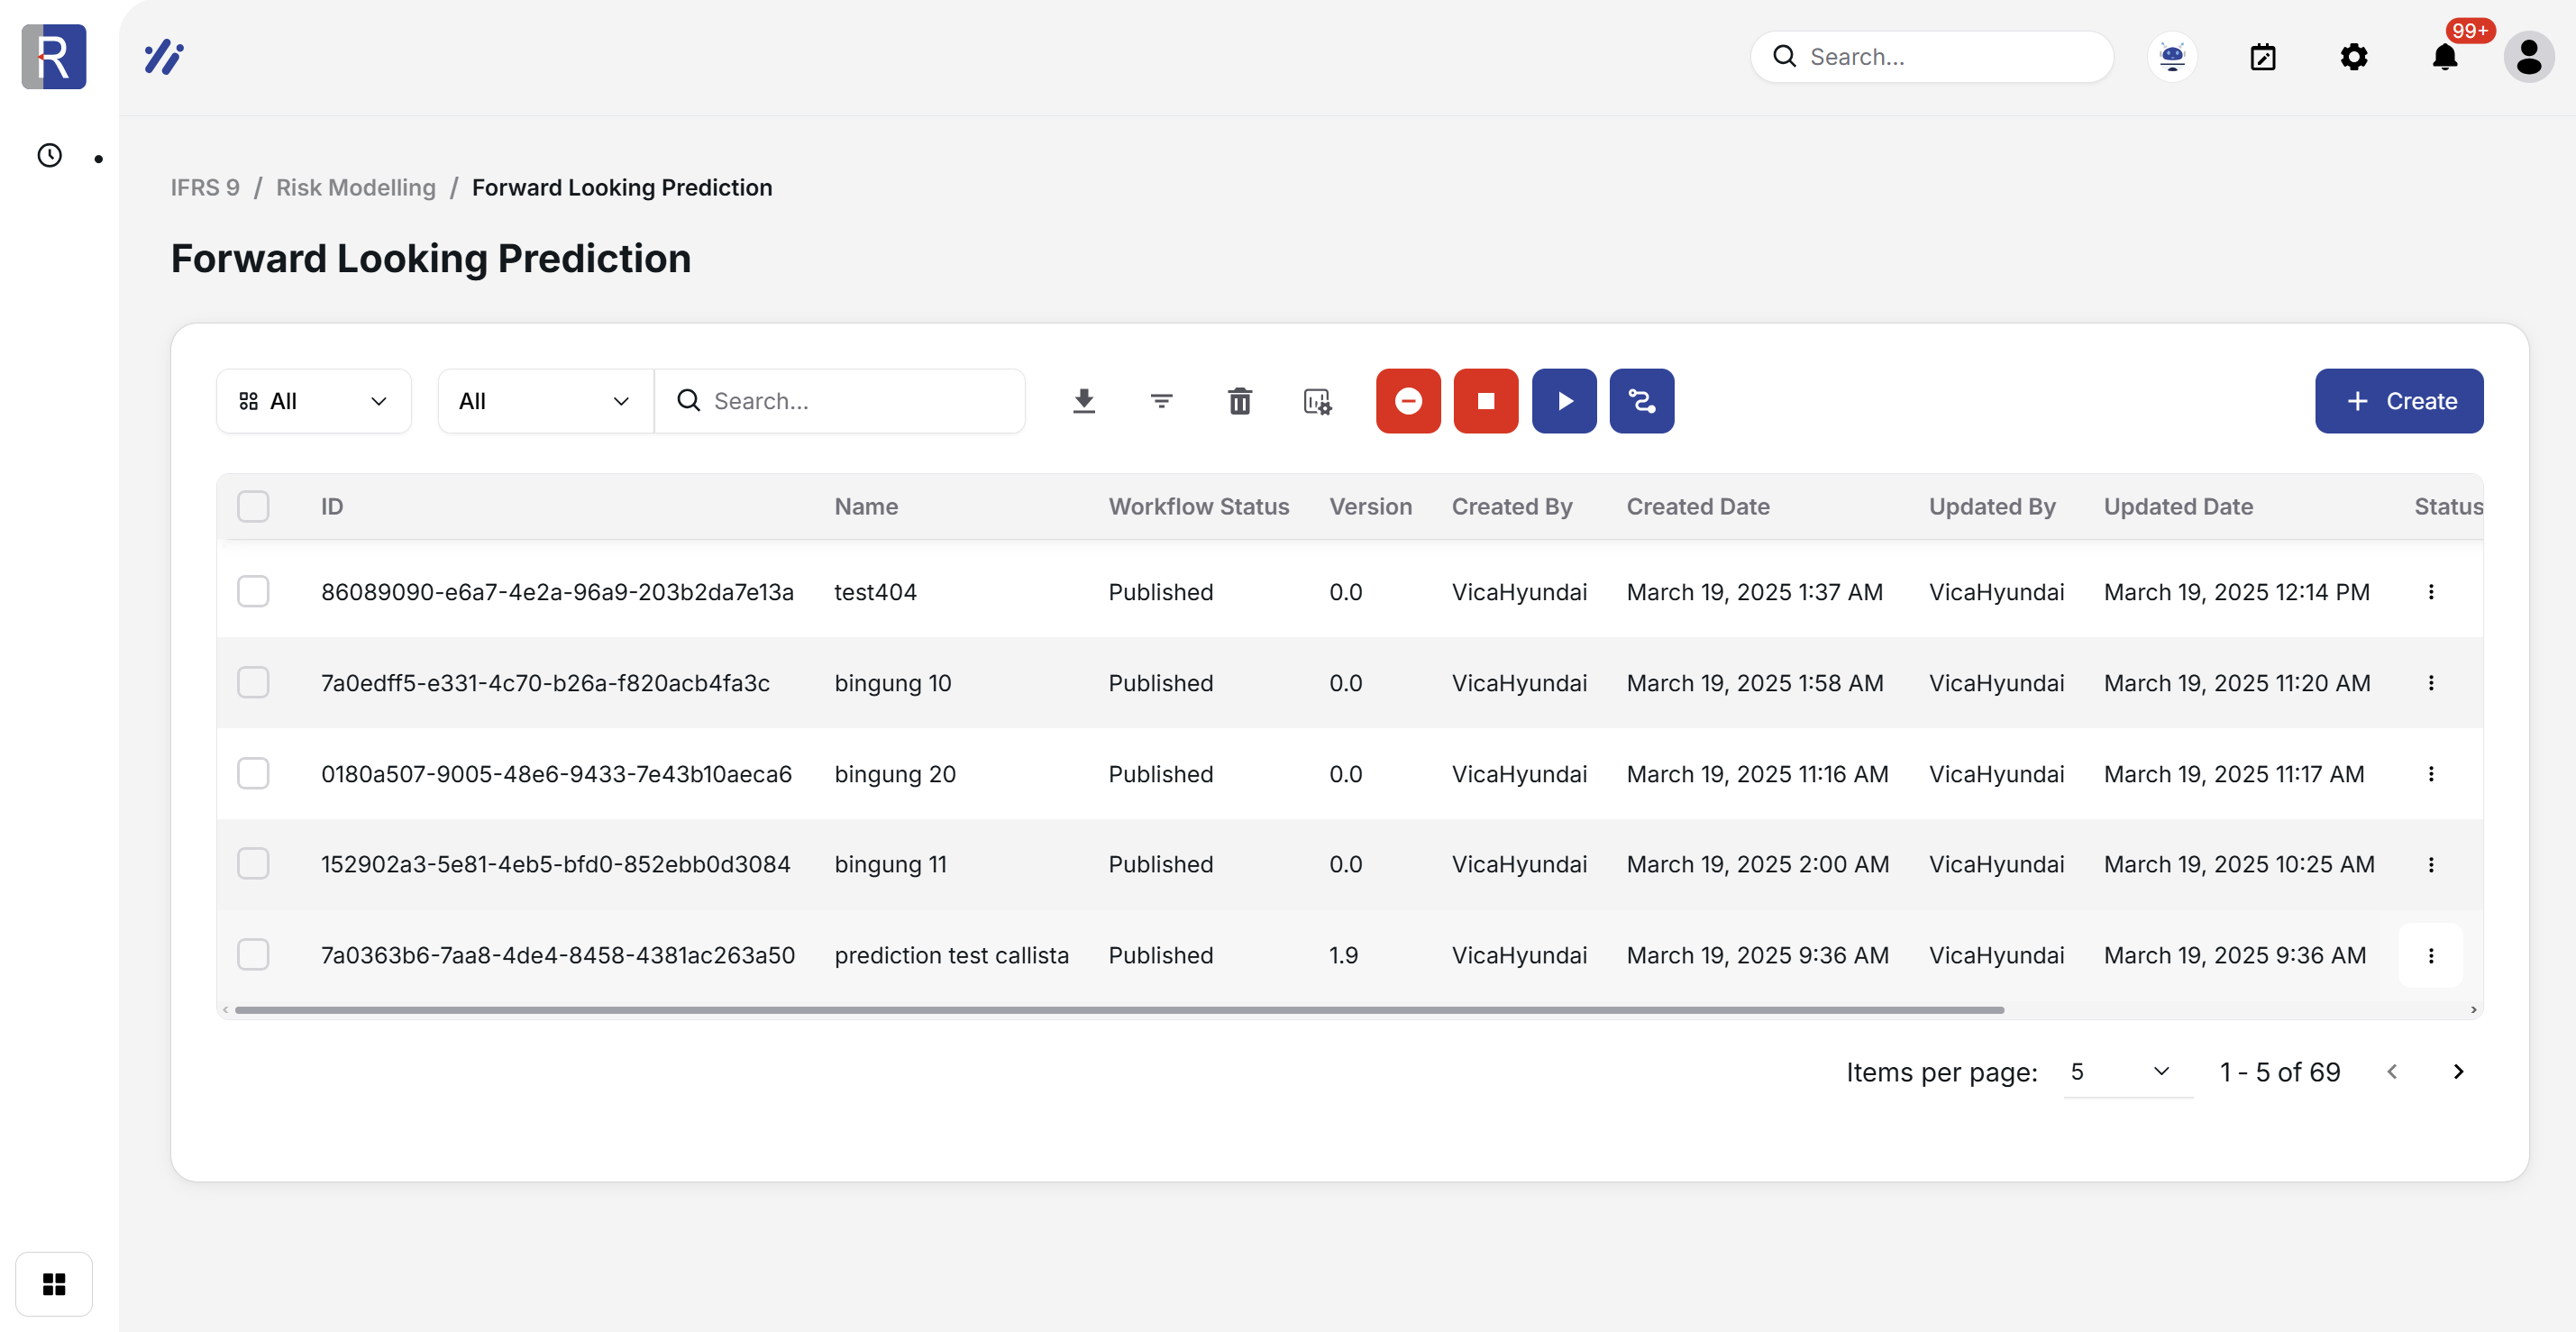 R
Search...
99+
IFRS 9 / Risk Modelling / Forward Looking Prediction
Forward Looking Prediction
All All Search... Create
ID Name Workflow Status Version Created By Created Date Updated By Updated Date Status
86089090-e6a7-4e2a-96a9-203b2da7e13a test404 Published 0.0 VicaHyundai March 19, 2025 1:37 AM VicaHyundai March 19, 2025 12:14 PM
7a0edff5-e331-4c70-b26a-f820acb4fa3c bingung 10 Published 0.0 VicaHyundai March 19, 2025 1:58 AM VicaHyundai March 19, 2025 11:20 AM
0180a507-9005-48e6-9433-7e43b10aeca6 bingung 20 Published 0.0 VicaHyundai March 19, 2025 11:16 AM VicaHyundai March 19, 2025 11:17 AM
152902a3-5e81-4eb5-bfd0-852ebb0d3084 bingung 11 Published 0.0 VicaHyundai March 19, 2025 2:00 AM VicaHyundai March 19, 2025 10:25 AM
7a0363b6-7aa8-4de4-8458-4381ac263a50 prediction test callista Published 1.9 VicaHyundai March 19, 2025 9:36 AM VicaHyundai March 19, 2025 9:36 AM
Items per page: 5 1 - 5 of 69